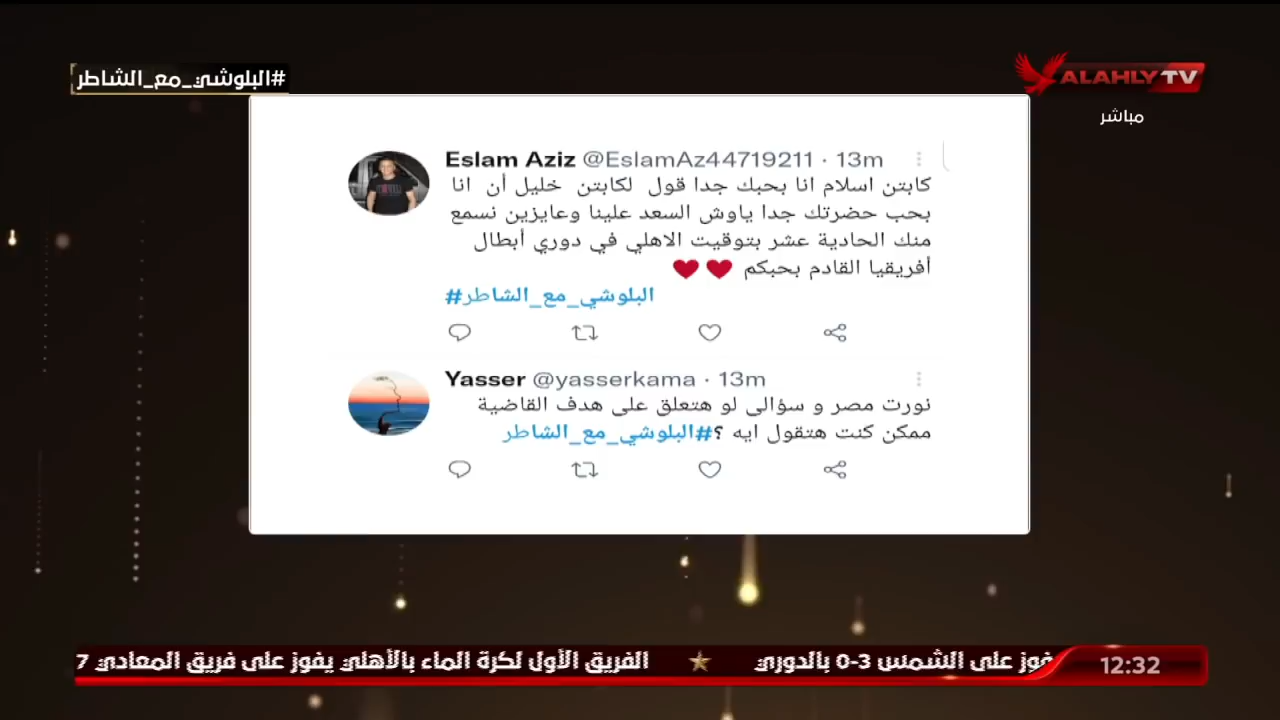 #البلوشي_مع_الشاطر
ALAHLY TV
مباشر
Eslam Aziz @EslamAz44719211 · 13m
كابتن اسلام انا بحبك جدا قول لكابتن خليل أن انا
بحب حضرتك جدا ياوش السعد علينا وعايزين نسمع
منك الحادية عشر بتوقيت الاهلي في دوري أبطال
أفريقيا القادم بحبكم ❤❤
#البلوشي_مع_الشاطر
Yasser @yasserkama · 13m
نورت مصر و سؤالى لو هتعلق على هدف القاضية
ممكن كنت هتقول ايه ؟#البلوشي_مع_الشاطر
فوز على الشمس 3-0 بالدوري ★ الفريق الأول لكرة الماء بالأهلي يفوز على فريق المعادي 7
12:32